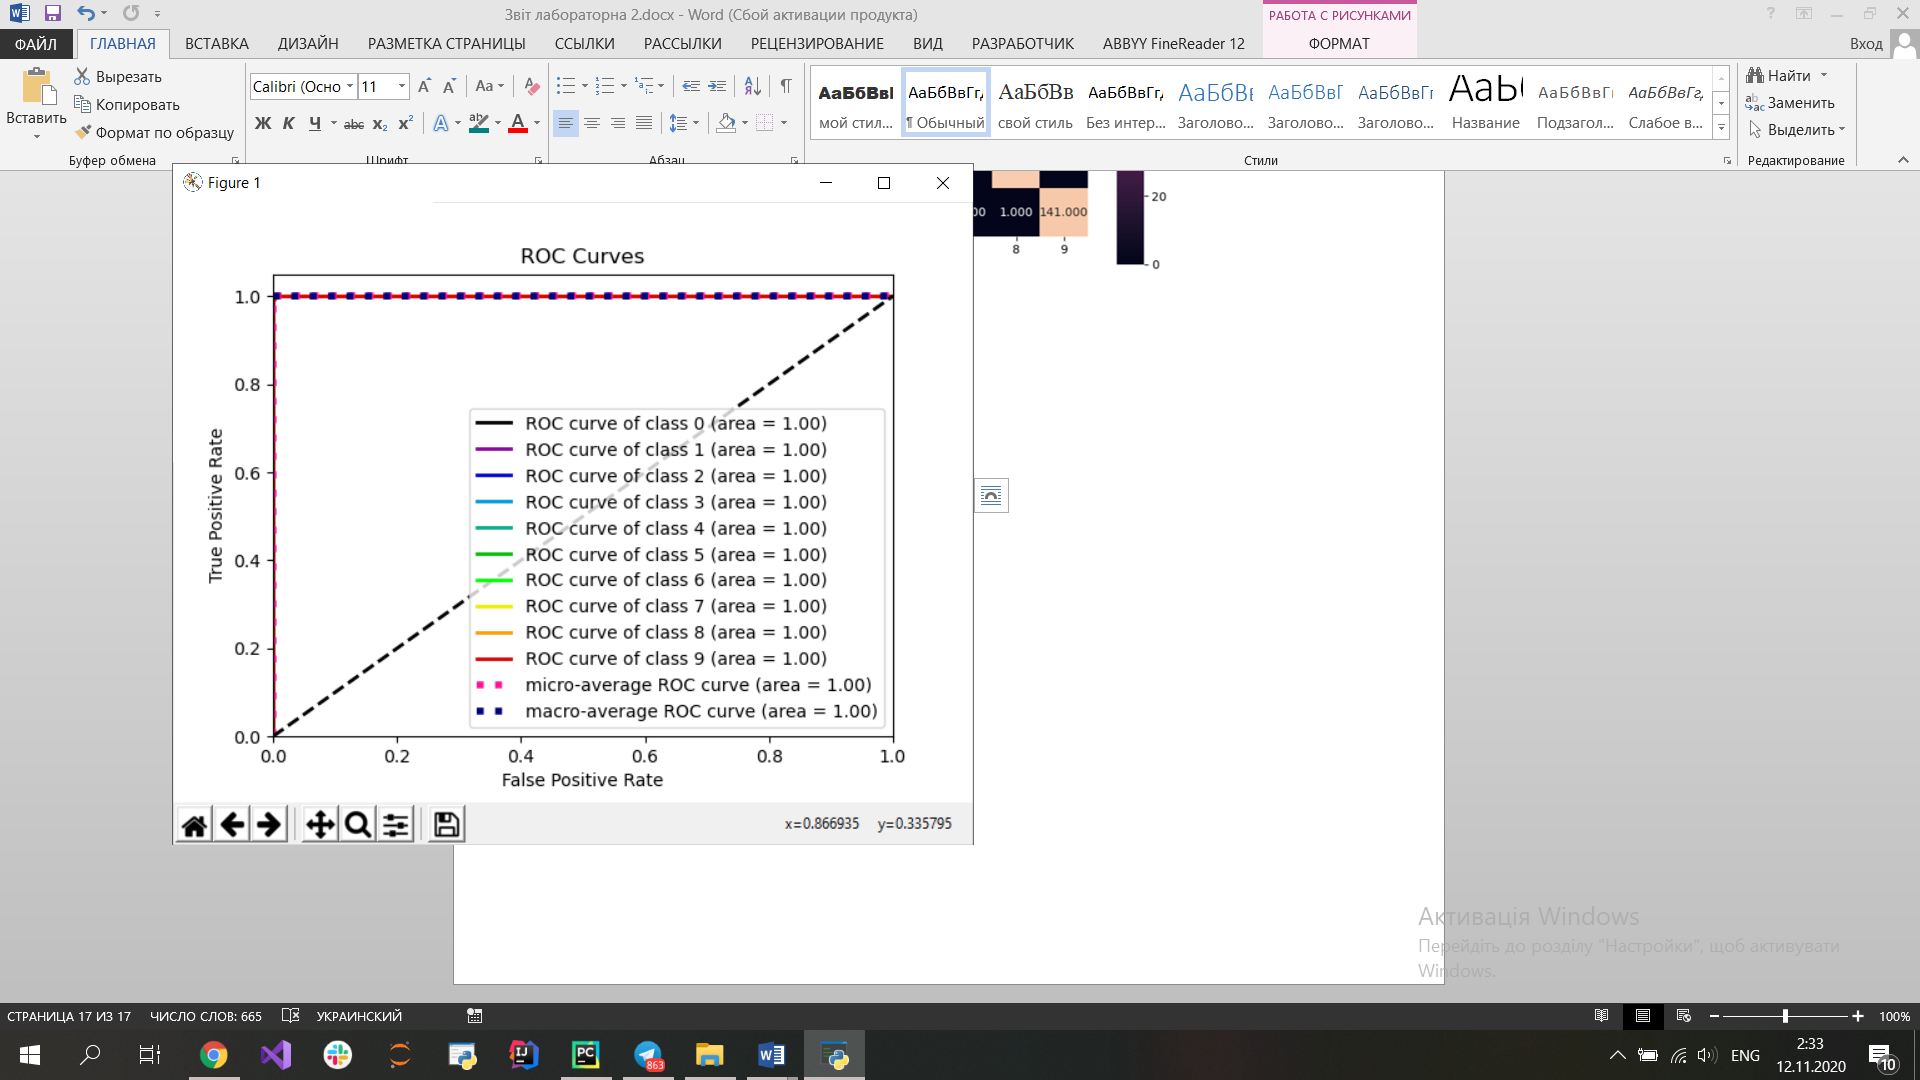 Звіт лабораторна 2.docx - Word (Сбой активации продукта)
РАБОТА С РИСУНКАМИ
ФАЙЛ
ГЛАВНАЯ
ВСТАВКА
ДИЗАЙН
РАЗМЕТКА СТРАНИЦЫ
ССЫЛКИ
РАССЫЛКИ
РЕЦЕНЗИРОВАНИЕ
ВИД
РАЗРАБОТЧИК
ABBYY FineReader 12
ФОРМАТ
Вход
Вставить
Вырезать
Копировать
Формат по образцу
Буфер обмена
Calibri (Осно
11
Aa
Ж К Ч abc x₂ x²
Шрифт
Абзац
АаБбВвІ
мой стил...
АаБбВвГг,
¶ Обычный
АаБбВв
свой стиль
АаБбВвГг,
Без интер...
АаБбВı
Заголово...
АаБбВвГ
Заголово...
АаБбВвГг
Заголово...
АаЬ(
Название
АаБбВвГı
Подзагол...
АаБбВвГг,
Слабое в...
Стили
Найти
Заменить
Выделить
Редактирование
Figure 1
ROC Curves
True Positive Rate
1.0
0.8
0.6
0.4
0.2
0.0
0.0 0.2 0.4 0.6 0.8 1.0
False Positive Rate
ROC curve of class 0 (area = 1.00)
ROC curve of class 1 (area = 1.00)
ROC curve of class 2 (area = 1.00)
ROC curve of class 3 (area = 1.00)
ROC curve of class 4 (area = 1.00)
ROC curve of class 5 (area = 1.00)
ROC curve of class 6 (area = 1.00)
ROC curve of class 7 (area = 1.00)
ROC curve of class 8 (area = 1.00)
ROC curve of class 9 (area = 1.00)
micro-average ROC curve (area = 1.00)
macro-average ROC curve (area = 1.00)
x=0.866935 y=0.335795
00 1.000 141.000
8 9
20
0
Активація Windows
Перейдіть до розділу "Настройки", щоб активувати
Windows.
СТРАНИЦА 17 ИЗ 17
ЧИСЛО СЛОВ: 665
УКРАИНСКИЙ
100%
863
ENG
2:33
12.11.2020
10